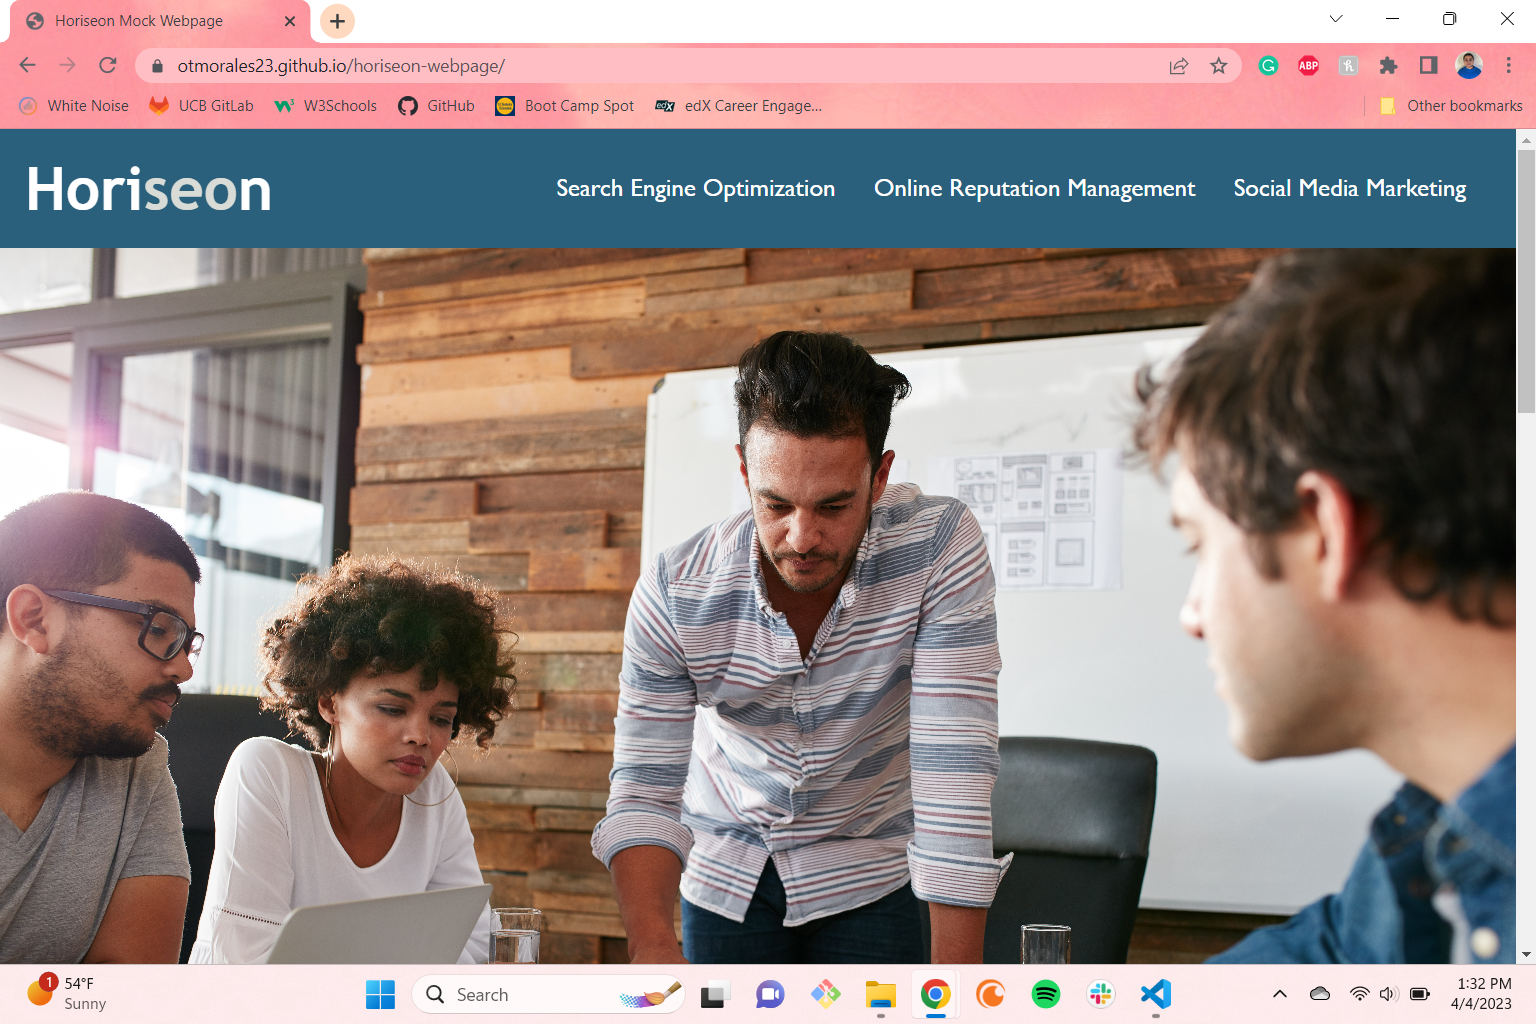 Horiseon Mock Webpage
otmorales23.github.io/horiseon-webpage/
ABP
White Noise
UCB GitLab
W3Schools
GitHub
Boot Camp Spot
edX
edX Career Engage...
Other bookmarks
Horiseon
Search Engine Optimization
Online Reputation Management
Social Media Marketing
1
54°F
Sunny
Search
1:32 PM
4/4/2023